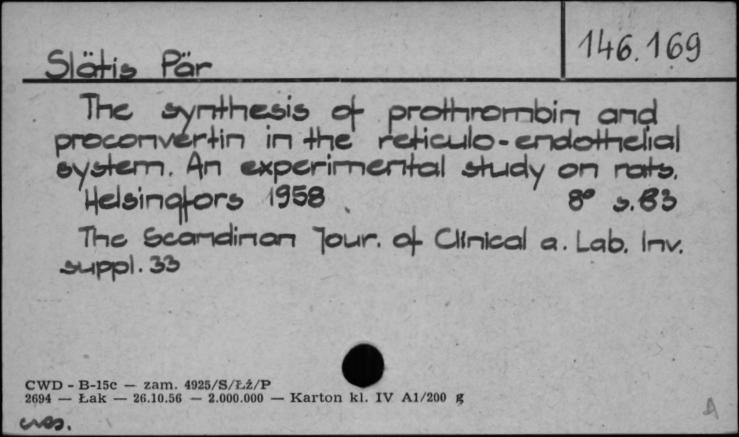 146.169
Slätis Pär
The synthesis of prothrombin and
proconvertin in the reticulo-endothelial
system. An experimental study on rats.
Helsingfors 1958 8° s.83
The Scandinan Jour. of Clinical a. Lab. Inv.
suppl. 33
CWD - B-15c — zam. 4925/S/ŁŻ/P
2694 — Łak — 26.10.56 — 2.000.000 — Karton kl. IV A1/200 g
A